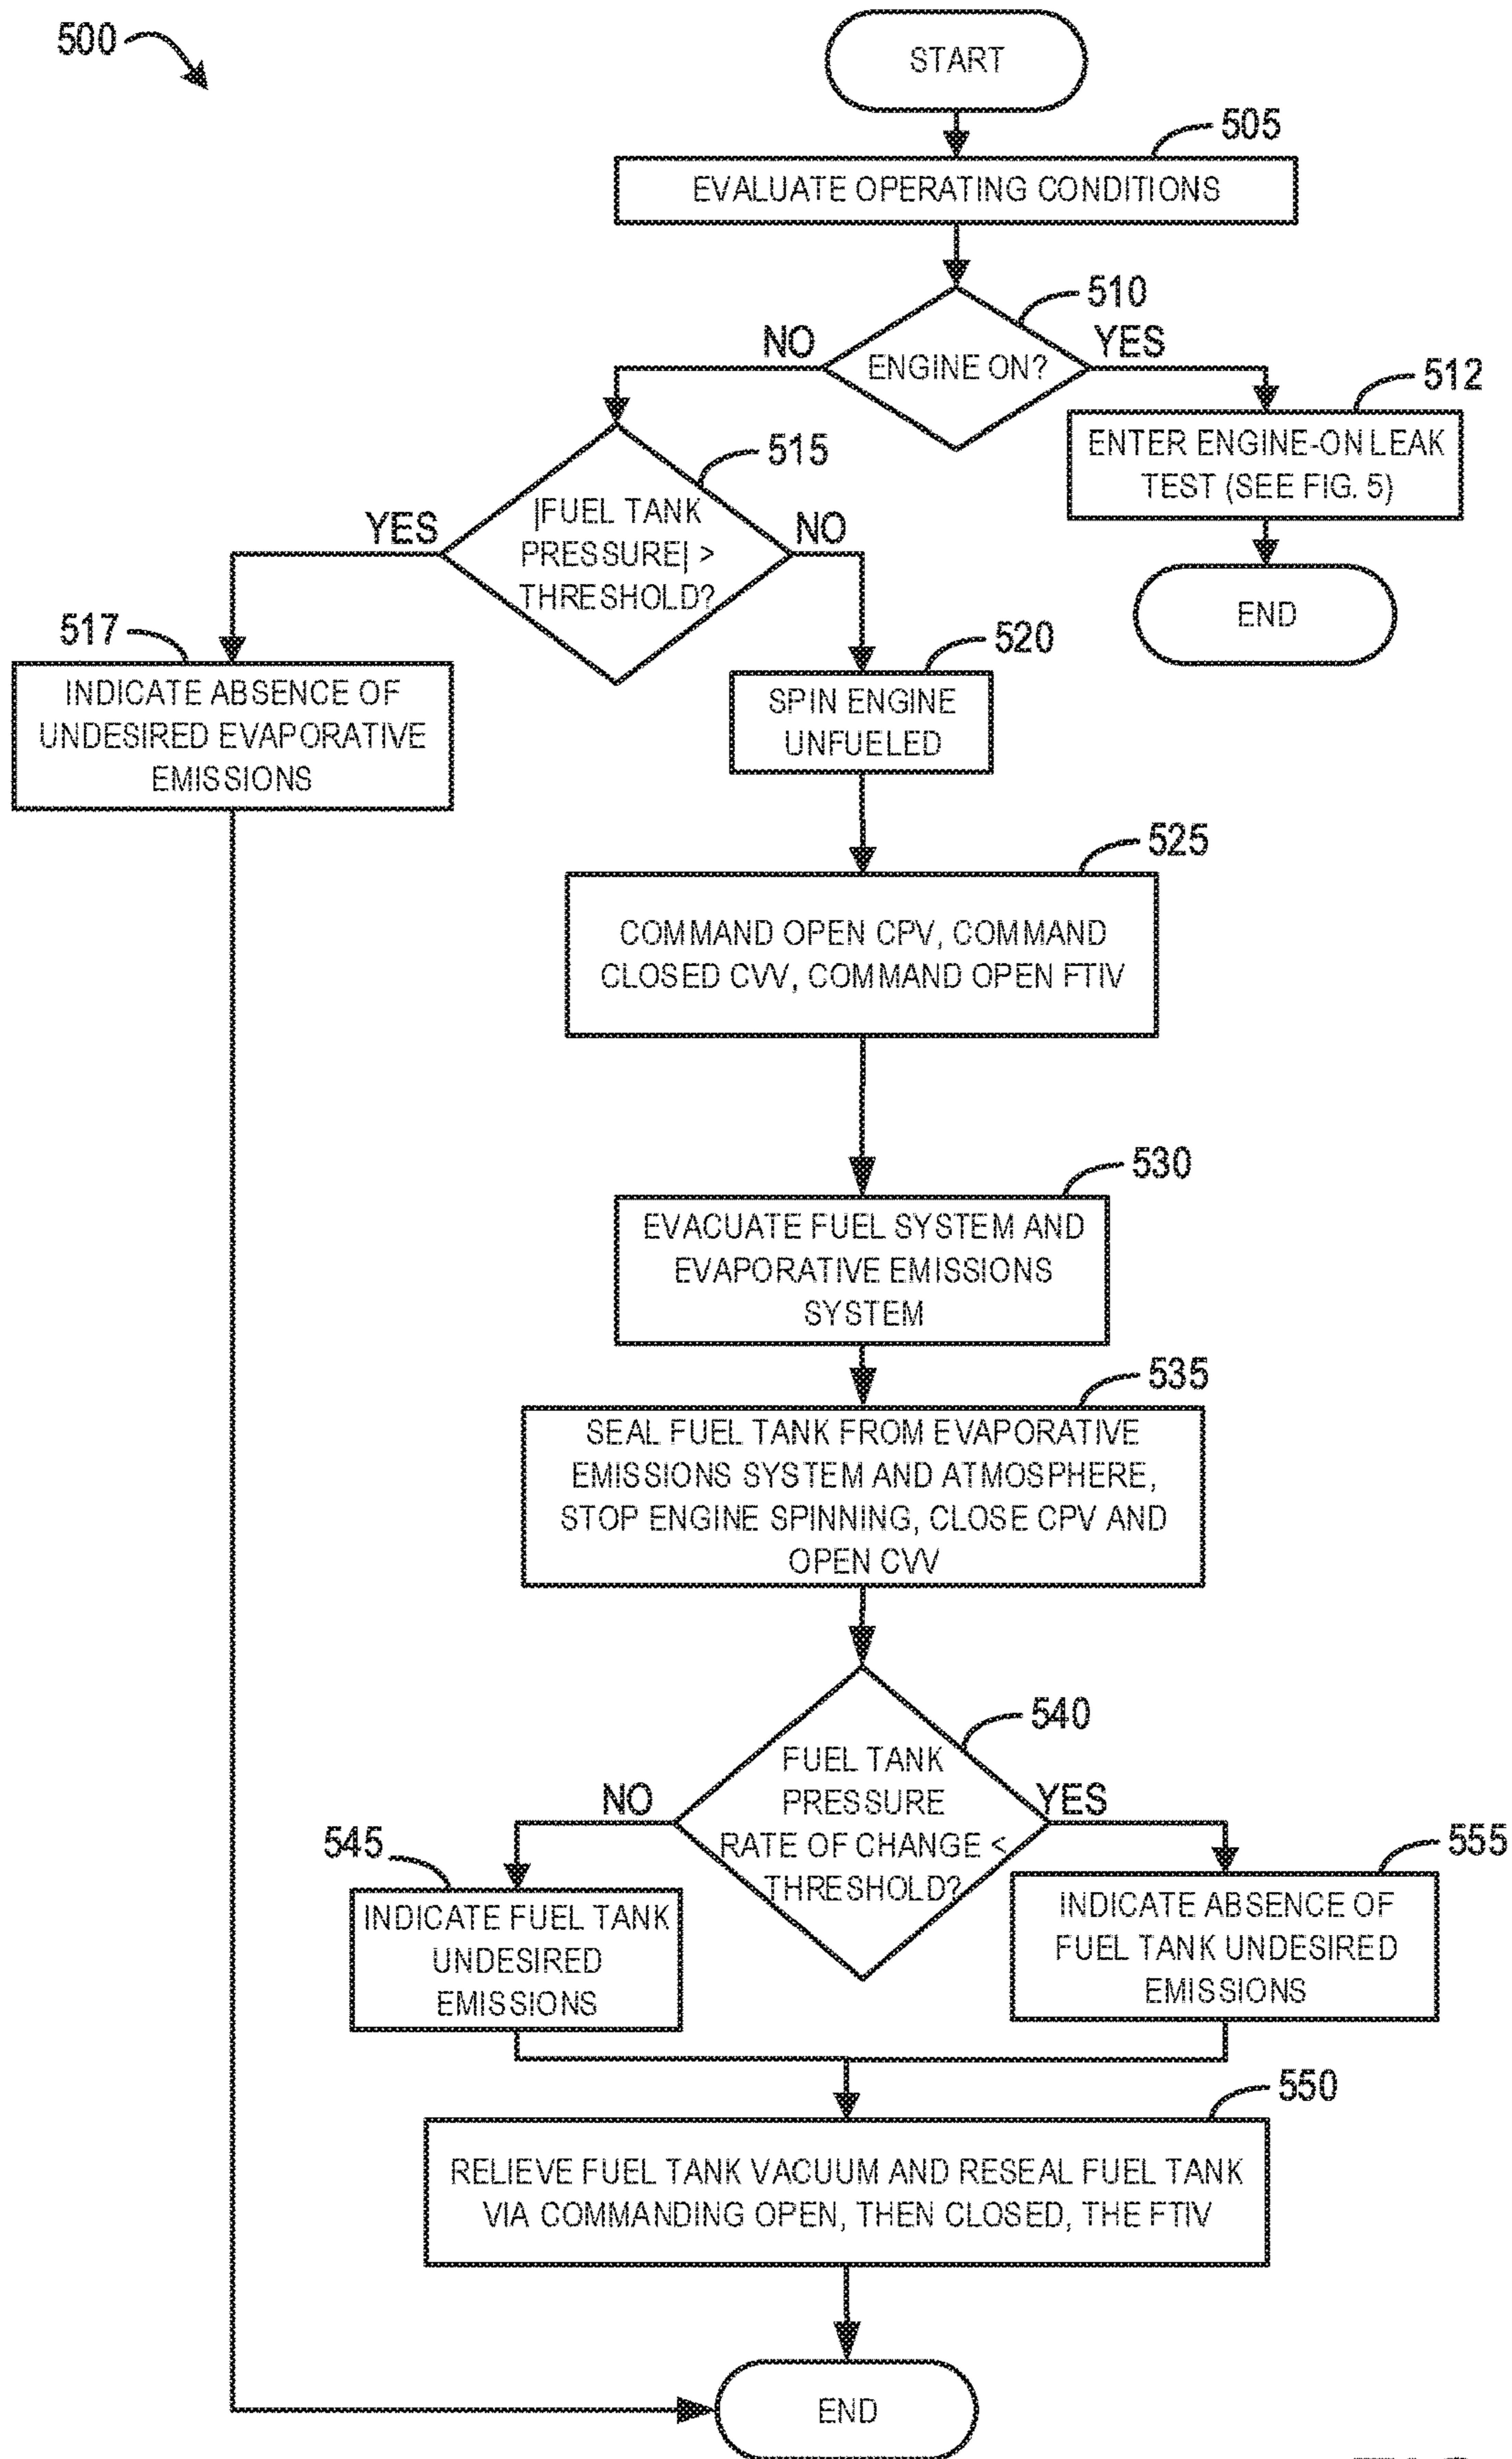 500
START
505
EVALUATE OPERATING CONDITIONS
510
NO
YES
ENGINE ON?
512
ENTER ENGINE-ON LEAK
TEST (SEE FIG. 5)
END
515
YES
NO
|FUEL TANK
PRESSURE| >
THRESHOLD?
517
INDICATE ABSENCE OF
UNDESIRED EVAPORATIVE
EMISSIONS
520
SPIN ENGINE
UNFUELED
525
COMMAND OPEN CPV, COMMAND
CLOSED CVV, COMMAND OPEN FTIV
530
EVACUATE FUEL SYSTEM AND
EVAPORATIVE EMISSIONS
SYSTEM
535
SEAL FUEL TANK FROM EVAPORATIVE
EMISSIONS SYSTEM AND ATMOSPHERE,
STOP ENGINE SPINNING, CLOSE CPV AND
OPEN CVV
540
FUEL TANK
PRESSURE
RATE OF CHANGE <
THRESHOLD?
NO
YES
545
INDICATE FUEL TANK
UNDESIRED
EMISSIONS
555
INDICATE ABSENCE OF
FUEL TANK UNDESIRED
EMISSIONS
550
RELIEVE FUEL TANK VACUUM AND RESEAL FUEL TANK
VIA COMMANDING OPEN, THEN CLOSED, THE FTIV
END